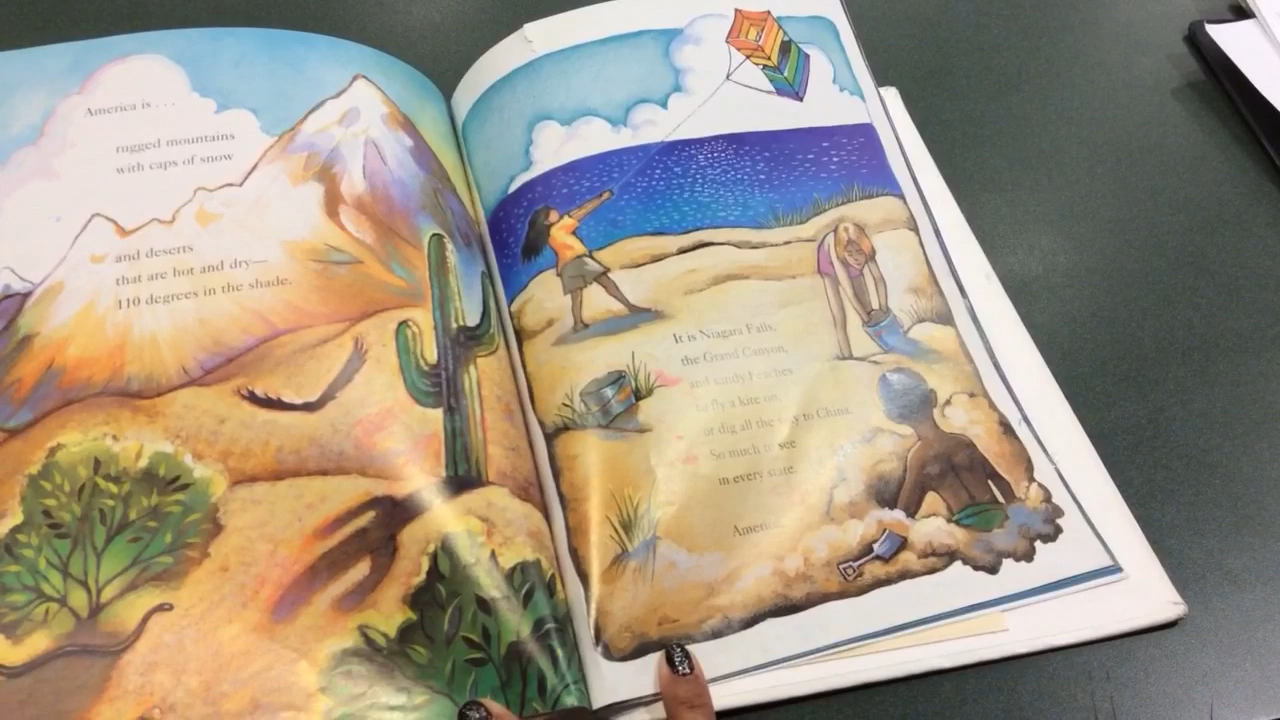 America is . . .
rugged mountains
with caps of snow
and deserts
that are hot and dry—
110 degrees in the shade.
It is Niagara Falls,
the Grand Canyon,
and sandy beaches
to fly a kite on,
or dig all the way to China.
So much to see
in every state.